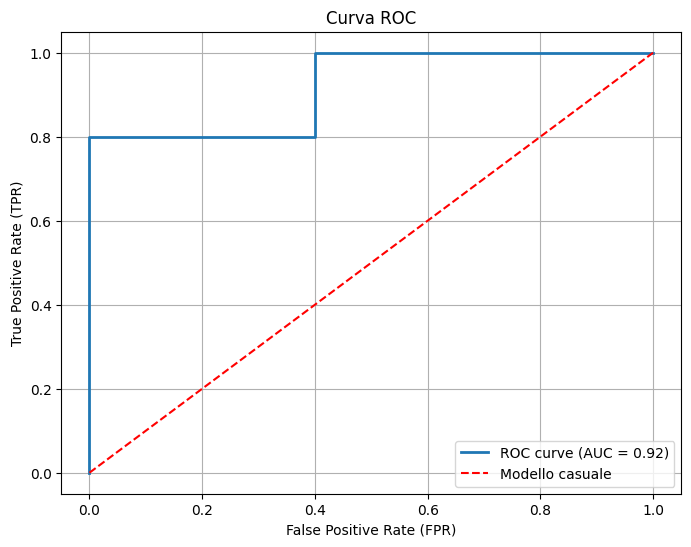 Curva ROC
True Positive Rate (TPR)
1.0
0.8
0.6
0.4
0.2
0.0
0.0 0.2 0.4 0.6 0.8 1.0
False Positive Rate (FPR)
ROC curve (AUC = 0.92)
Modello casuale